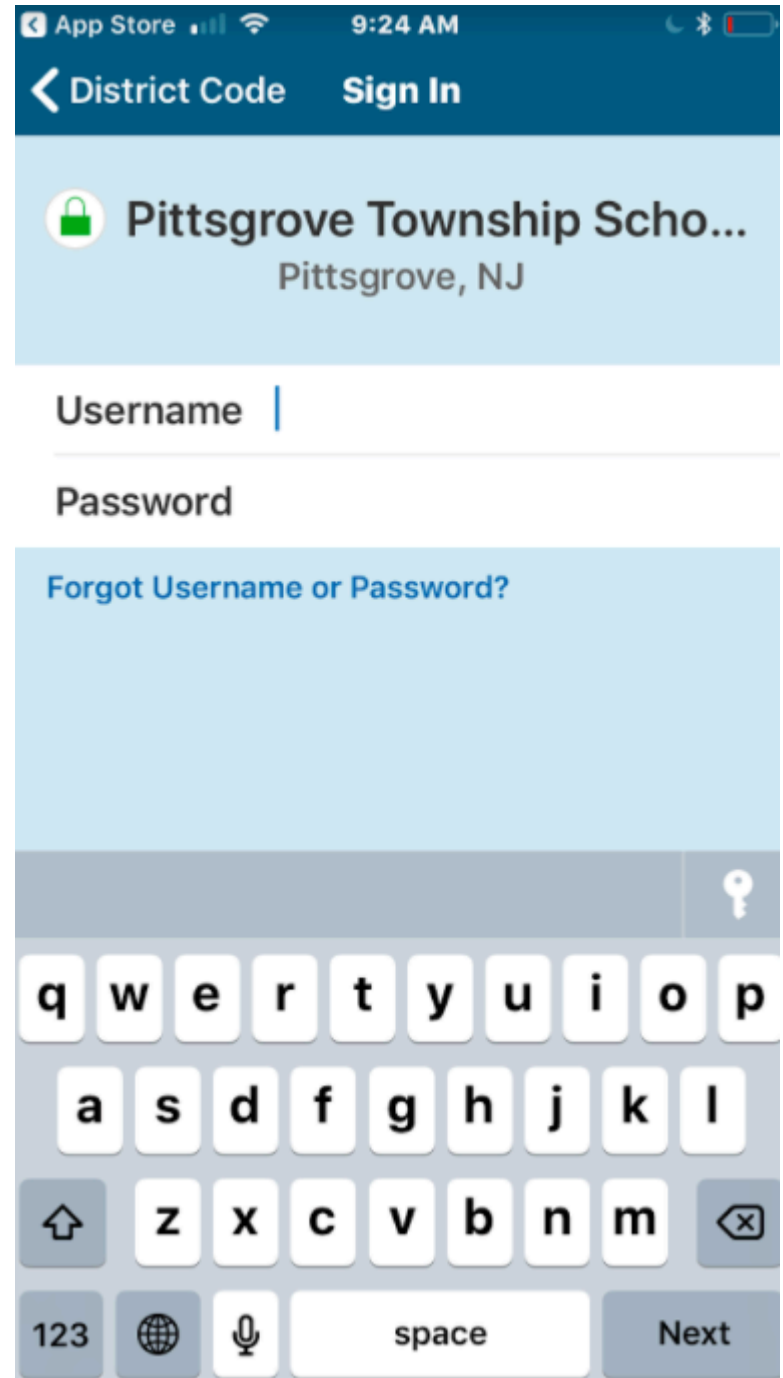 App Store 9:24 AM
District Code Sign In
Pittsgrove Township Scho...
Pittsgrove, NJ
Username
Password
Forgot Username or Password?
q w e r t y u i o p
a s d f g h j k l
z x c v b n m
123 space Next